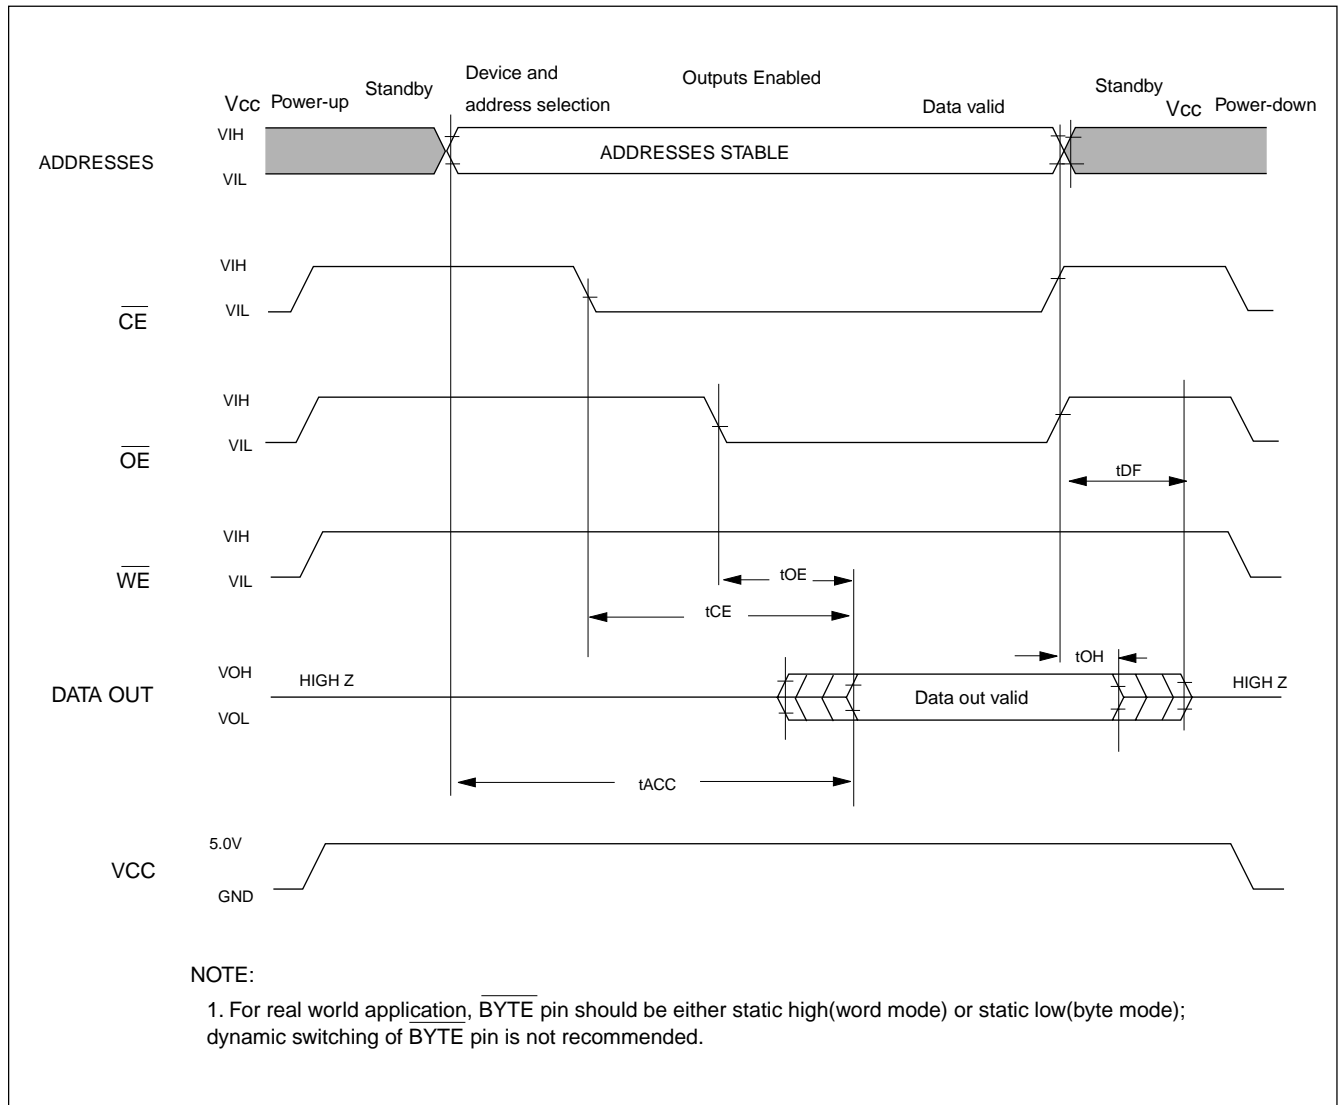 Device and
address selection
Outputs Enabled
Standby
Vcc Power-up
Data valid
Standby
Vcc Power-down
VIH
ADDRESSES
ADDRESSES STABLE
VIL
VIH
CE
VIL
VIH
OE
VIL
tDF
VIH
WE
VIL
tOE
tCE
tOH
VOH
HIGH Z
DATA OUT
Data out valid
HIGH Z
VOL
tACC
5.0V
VCC
GND
NOTE:
1. For real world application, BYTE pin should be either static high(word mode) or static low(byte mode);
dynamic switching of BYTE pin is not recommended.